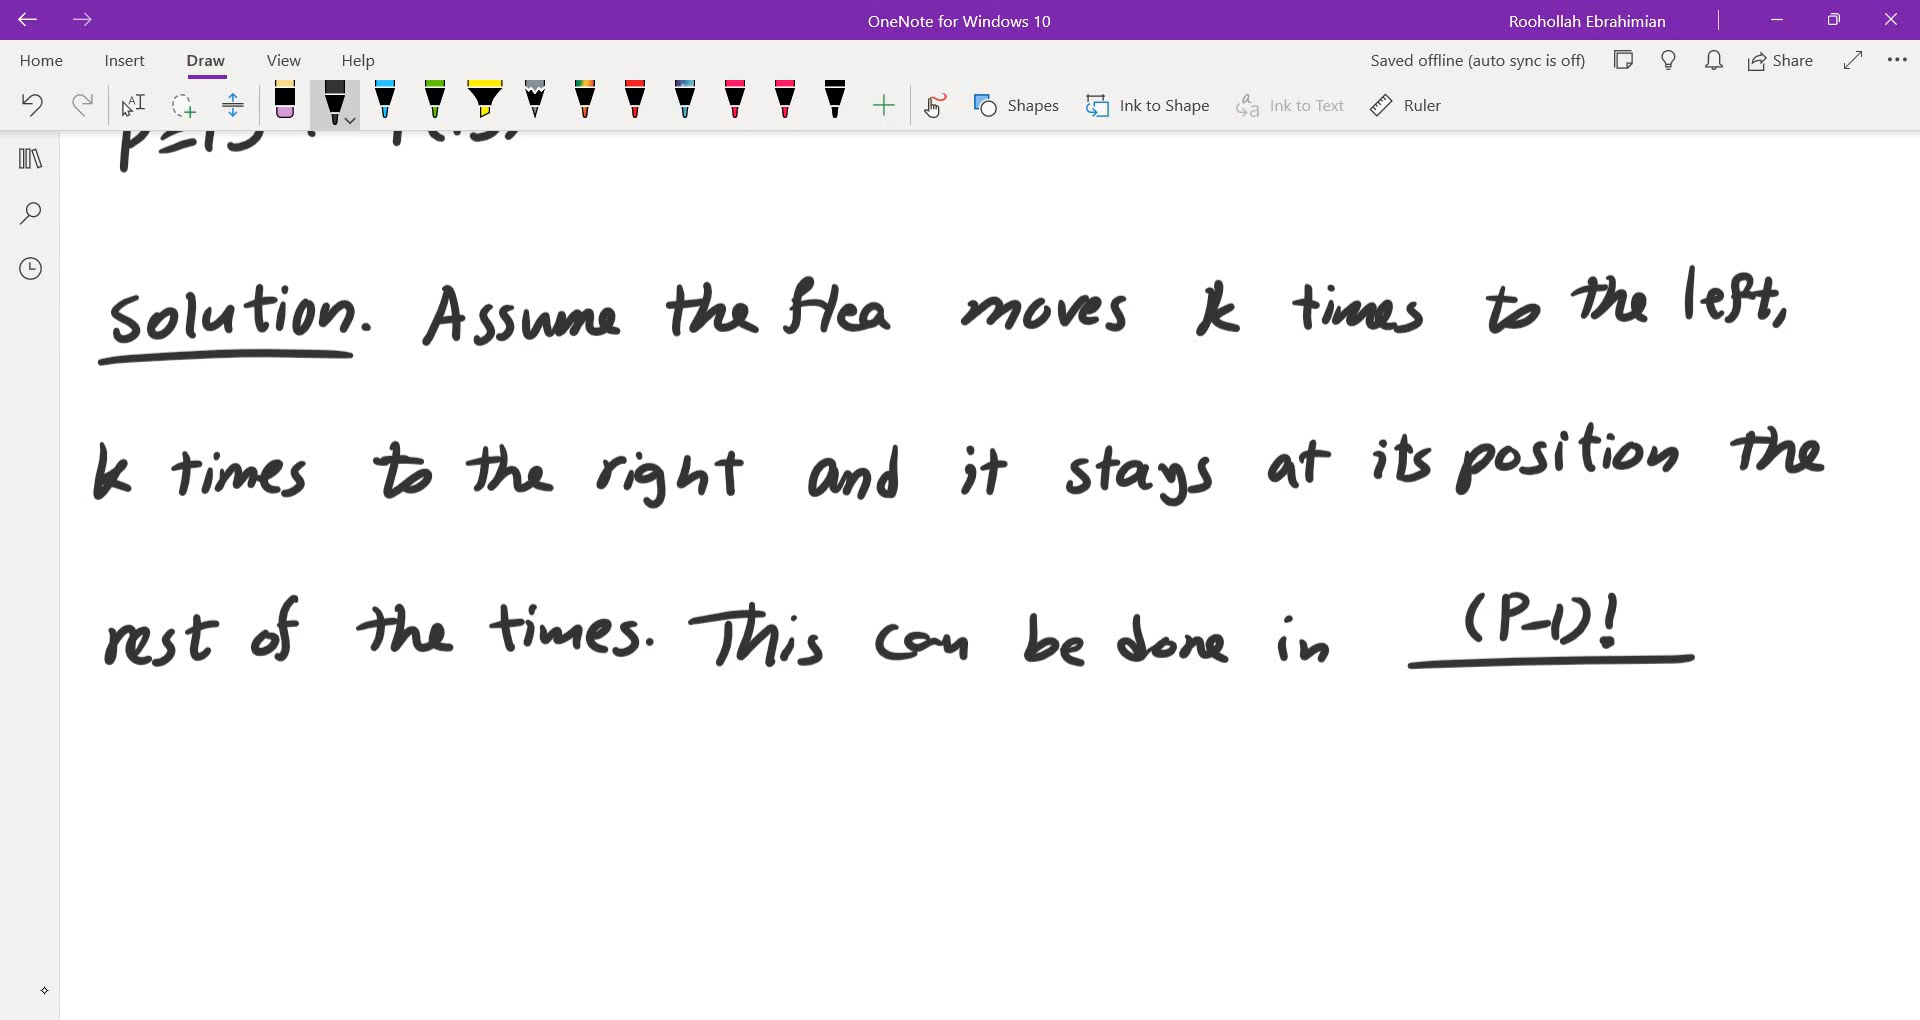 OneNote for Windows 10
Roohollah Ebrahimian
Home Insert Draw View Help
Saved offline (auto sync is off) Share
Shapes Ink to Shape Ink to Text Ruler
Solution. Assume the flea moves k times to the left,
k times to the right and it stays at its position the
rest of the times. This can be done in (P-1)!